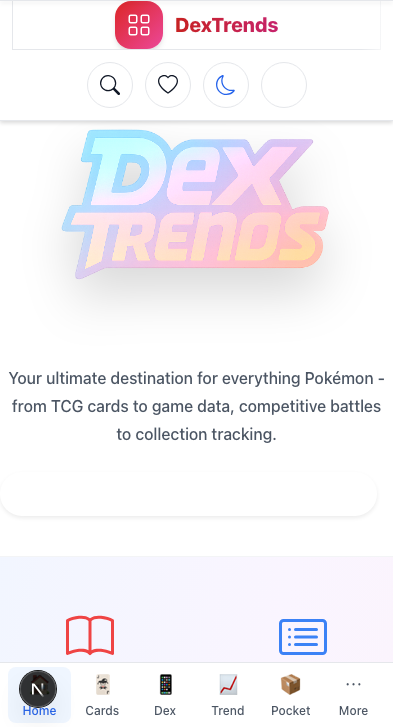 DexTrends
DEX
TRENDS
Your ultimate destination for everything Pokémon -
from TCG cards to game data, competitive battles
to collection tracking.
N
Home Cards Dex Trend Pocket More